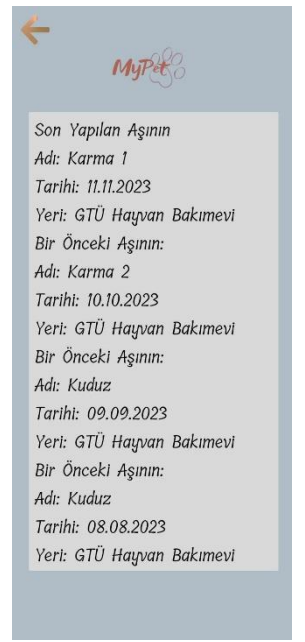 MyPet
Son Yapılan Aşının
Adı: Karma 1
Tarihi: 11.11.2023
Yeri: GTÜ Hayvan Bakımevi
Bir Önceki Aşının:
Adı: Karma 2
Tarihi: 10.10.2023
Yeri: GTÜ Hayvan Bakımevi
Bir Önceki Aşının:
Adı: Kuduz
Tarihi: 09.09.2023
Yeri: GTÜ Hayvan Bakımevi
Bir Önceki Aşının:
Adı: Kuduz
Tarihi: 08.08.2023
Yeri: GTÜ Hayvan Bakımevi